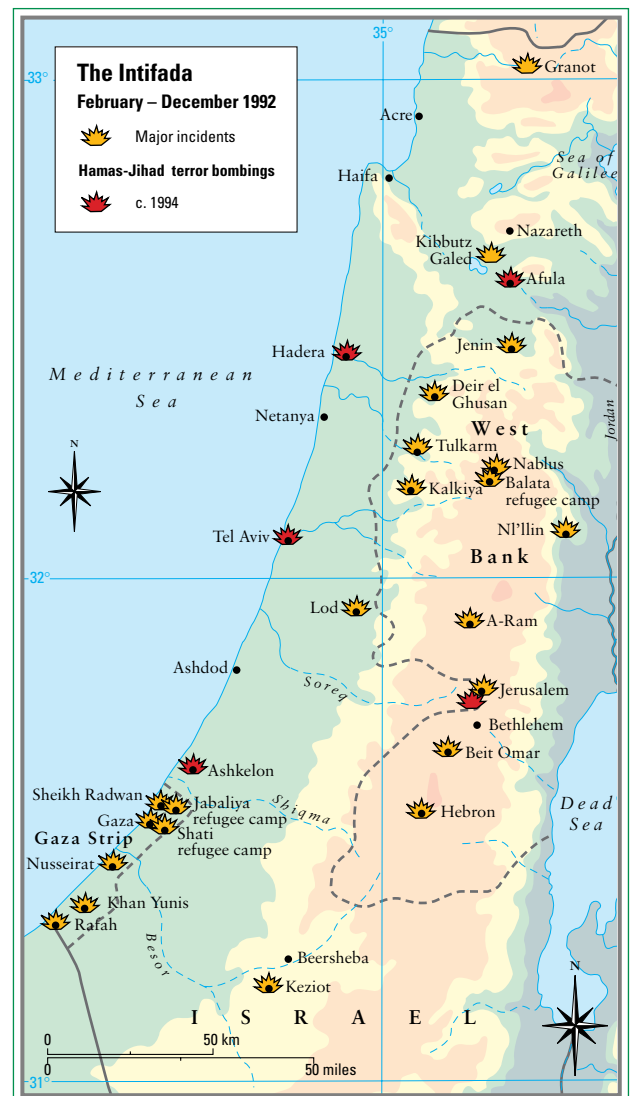 The Intifada
February – December 1992
Major incidents
Hamas-Jihad terror bombings
c. 1994
35°
33°
Granot
Acre
Sea of
Galilee
Haifa
Nazareth
Kibbutz
Galed
Afula
Hadera
Jenin
Mediterranean
Sea
Deir el
Ghusan
Jordan
Netanya
West
Tulkarm
N
Nablus
Balata
refugee camp
Kalkiya
Nl'llin
Tel Aviv
Bank
32°
Lod
A-Ram
Ashdod
Soreq
Jerusalem
Bethlehem
Beit Omar
Ashkelon
Sheikh Radwan
Jabaliya
refugee camp
Shiqma
Hebron
Dead
Sea
Gaza
Shati
refugee camp
Gaza Strip
Nusseirat
Khan Yunis
Rafah
Besor
Beersheba
N
Keziot
ISRAEL
0 50 km
0 50 miles
31°